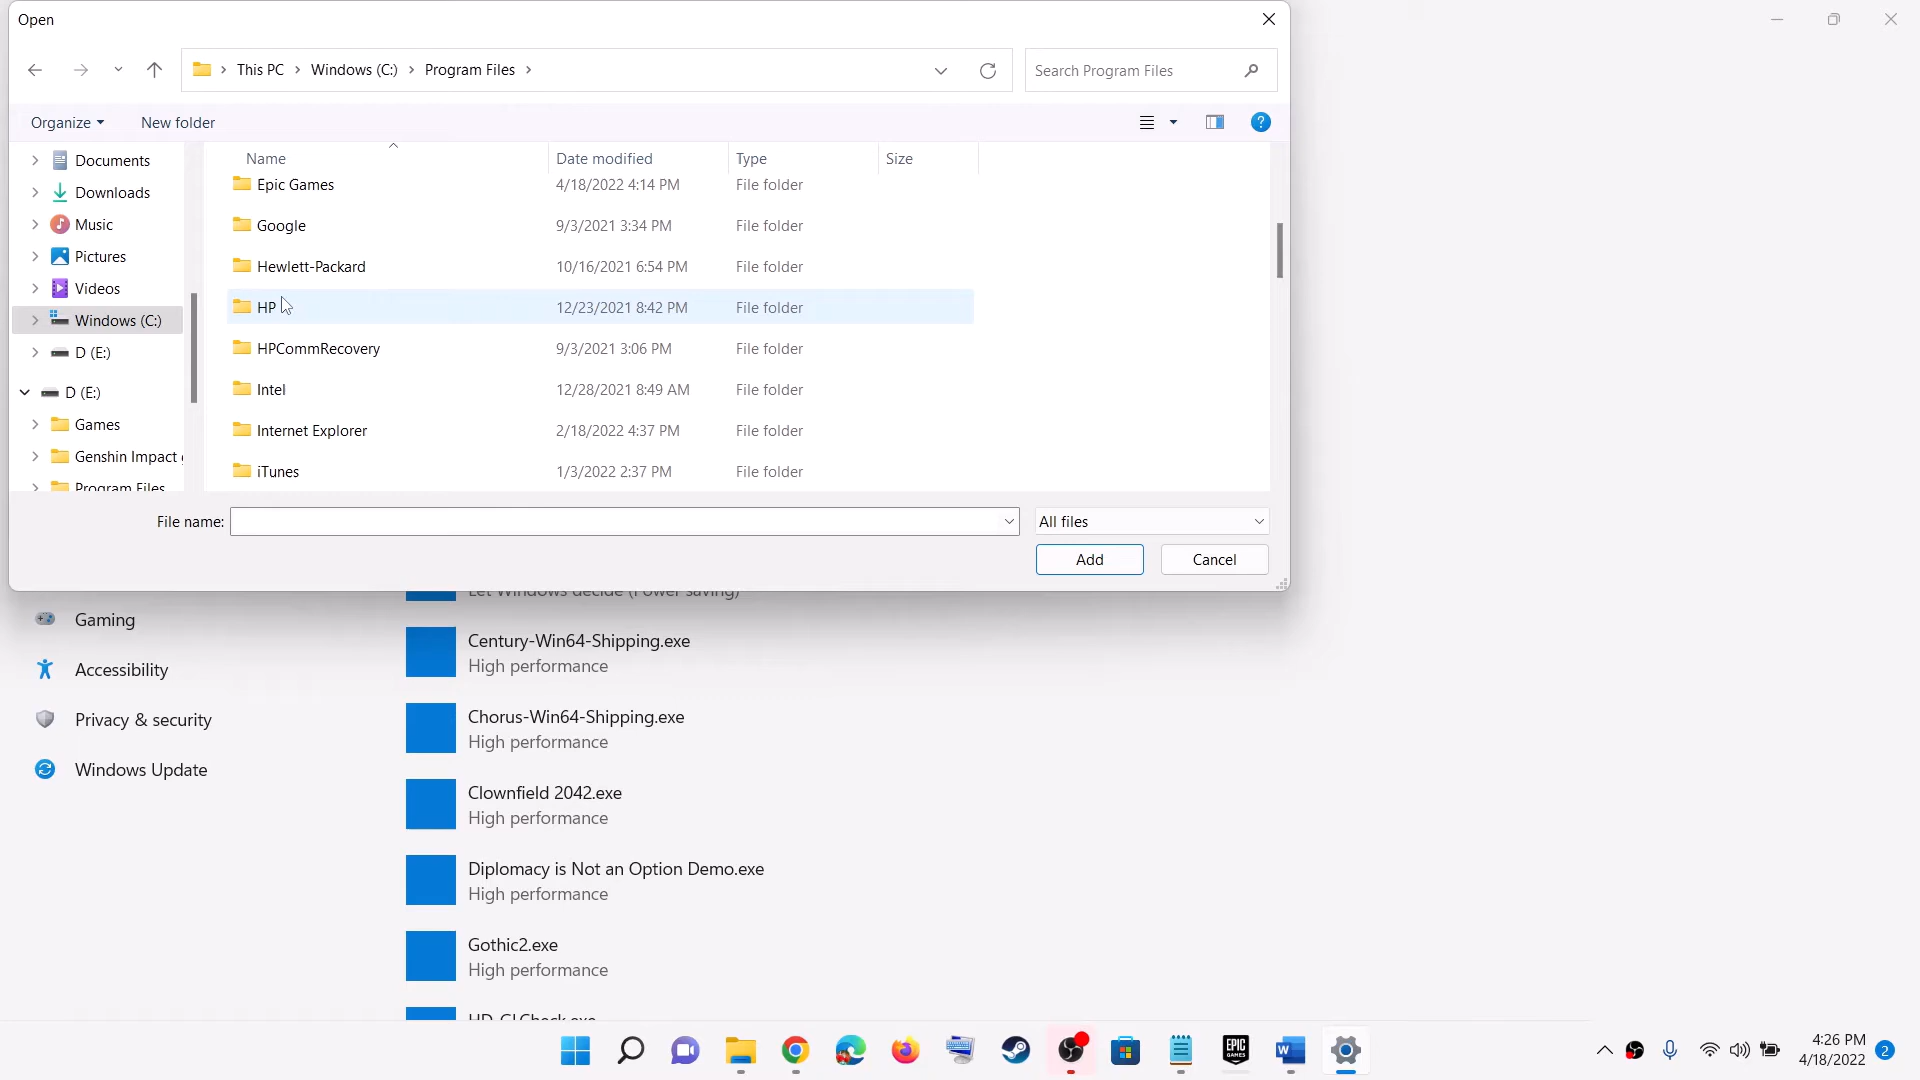 Open
This PC > Windows (C:) > Program Files >
Search Program Files
Organize
New folder
Name
Date modified
Type
Size
Documents
Downloads
Music
Pictures
Videos
Windows (C:)
D (E:)
D (E:)
Games
Genshin Impact
Program Files
Epic Games 4/18/2022 4:14 PM File folder
Google 9/3/2021 3:34 PM File folder
Hewlett-Packard 10/16/2021 6:54 PM File folder
HP 12/23/2021 8:42 PM File folder
HPCommRecovery 9/3/2021 3:06 PM File folder
Intel 12/28/2021 8:49 AM File folder
Internet Explorer 2/18/2022 4:37 PM File folder
iTunes 1/3/2022 2:37 PM File folder
File name:
All files
Add
Cancel
Gaming
Accessibility
Privacy & security
Windows Update
Let Windows decide (Power saving)
Century-Win64-Shipping.exe
High performance
Chorus-Win64-Shipping.exe
High performance
Clownfield 2042.exe
High performance
Diplomacy is Not an Option Demo.exe
High performance
Gothic2.exe
High performance
EPIC
GAMES
W
4:26 PM
4/18/2022
2